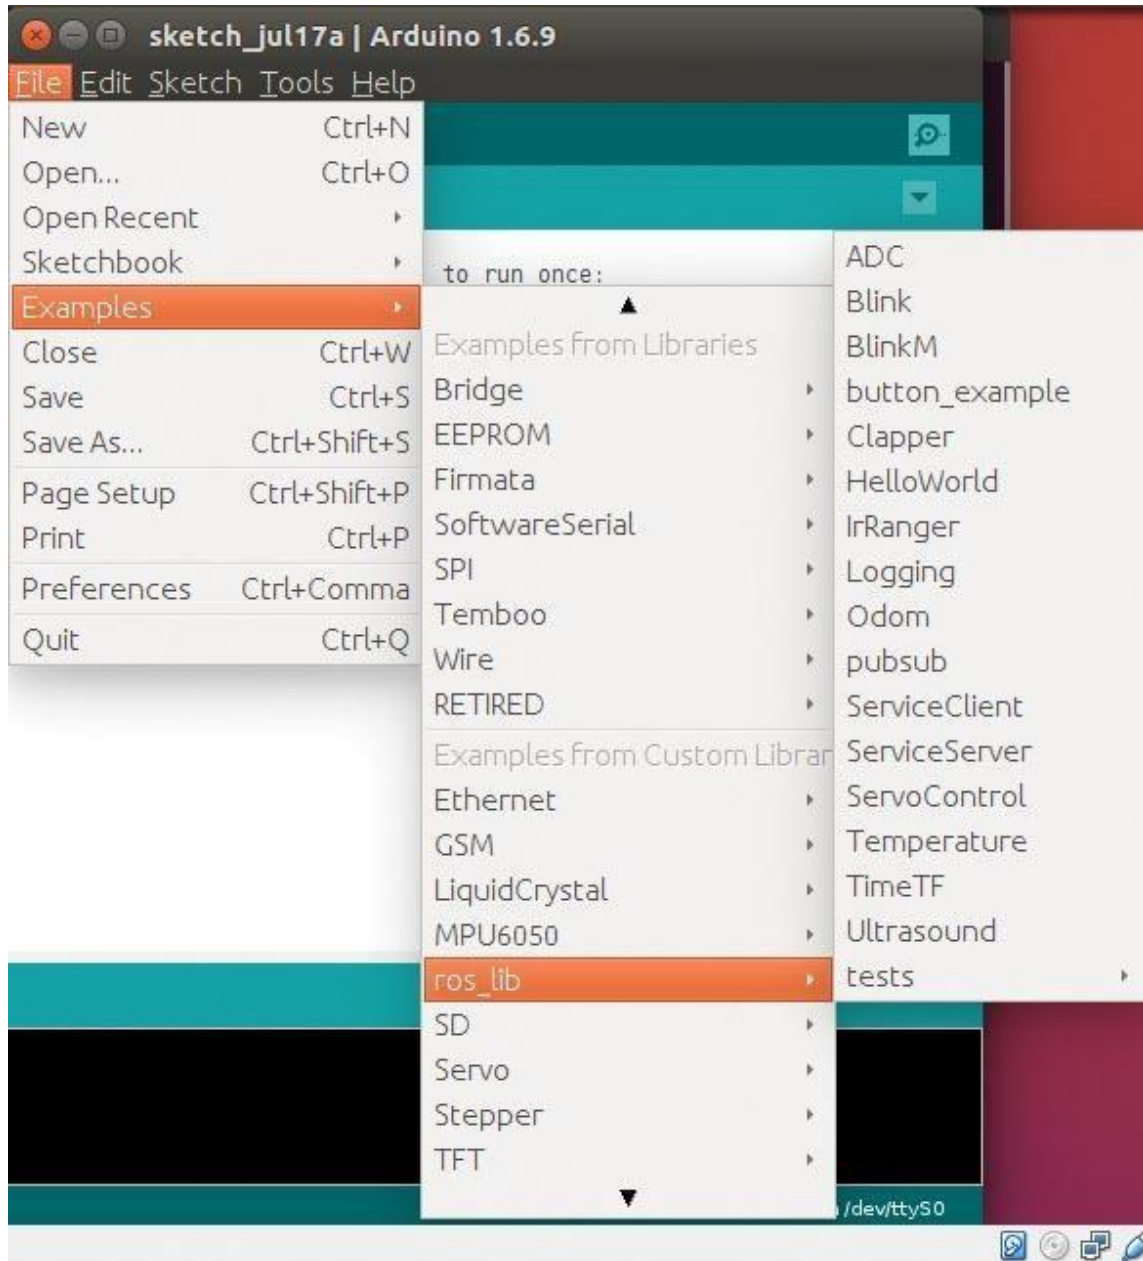 sketch_jul17a | Arduino 1.6.9
File Edit Sketch Tools Help
New Ctrl+N
Open... Ctrl+O
Open Recent
Sketchbook
Examples
Close Ctrl+W
Save Ctrl+S
Save As... Ctrl+Shift+S
Page Setup Ctrl+Shift+P
Print Ctrl+P
Preferences Ctrl+Comma
Quit Ctrl+Q
to run once:
Examples from Libraries
Bridge
EEPROM
Firmata
SoftwareSerial
SPI
Temboo
Wire
RETIRED
Examples from Custom Librar
Ethernet
GSM
LiquidCrystal
MPU6050
ros_lib
SD
Servo
Stepper
TFT
ADC
Blink
BlinkM
button_example
Clapper
HelloWorld
IrRanger
Logging
Odom
pubsub
ServiceClient
ServiceServer
ServoControl
Temperature
TimeTF
Ultrasound
tests
/dev/ttyS0